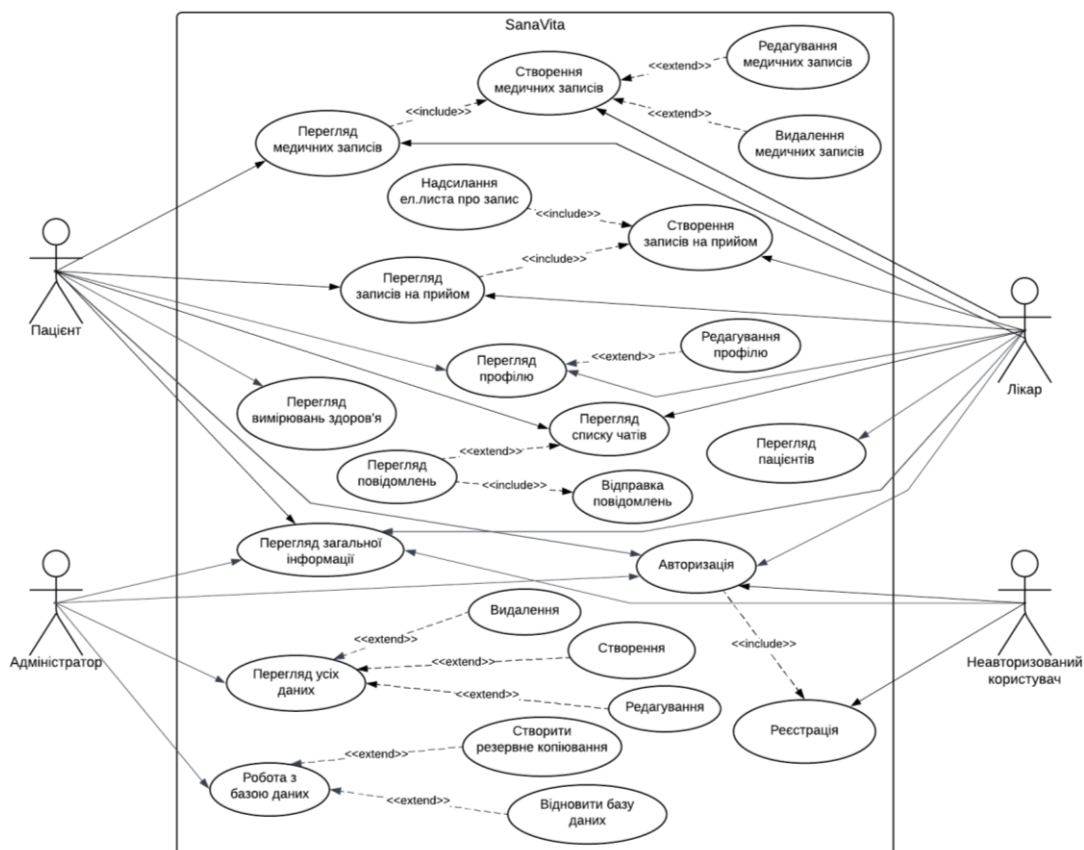 SanaVita
Редагування
медичних записів
<<extend>>
Створення
медичних записів
<<include>>
<<extend>>
Перегляд
медичних записів
Видалення
медичних записів
Надсилання
ел.листа про запис
<<include>>
Створення
записів на прийом
<<include>>
Перегляд
записів на прийом
Пацієнт
Лікар
Редагування
профілю
<<extend>>
Перегляд
профілю
Перегляд
вимірювань здоров'я
Перегляд
списку чатів
<<extend>>
Перегляд
пацієнтів
Перегляд
повідомлень
<<include>>
Відправка
повідомлень
Перегляд загальної
інформації
Авторизація
Адміністратор
Неавторизований
користувач
Видалення
<<extend>>
Створення
<<extend>>
<<include>>
Перегляд усіх
даних
<<extend>>
Редагування
Реєстрація
Створити
резервне копіювання
<<extend>>
Робота з
базою даних
<<extend>>
Відновити базу
даних